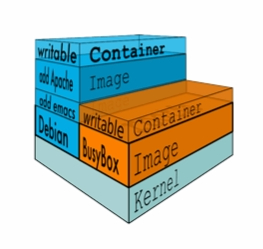 writable Container
add Apache Image
add emacs
Debian
writable Container
BusyBox Image
Kernel